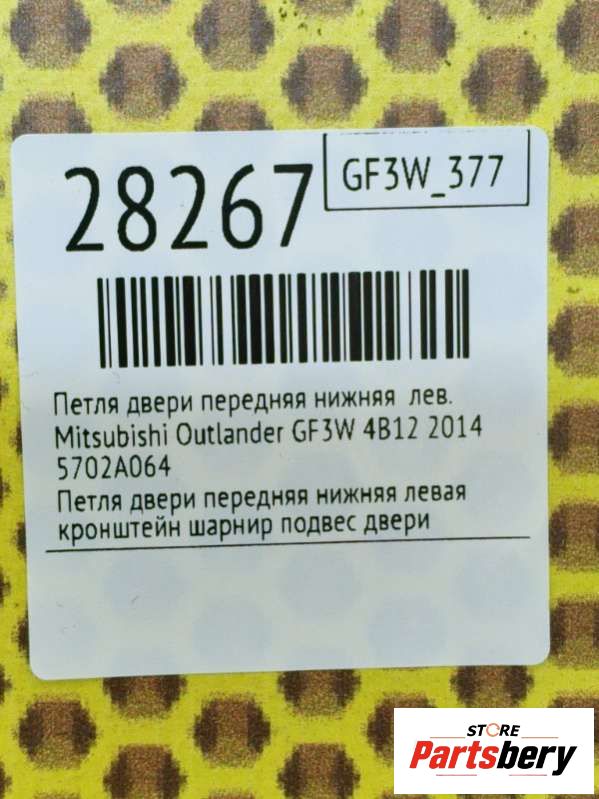 28267
GF3W_377
Петля двери передняя нижняя лев.
Mitsubishi Outlander GF3W 4B12 2014
5702A064
Петля двери передняя нижняя левая
кронштейн шарнир подвес двери
STORE
Partsbery